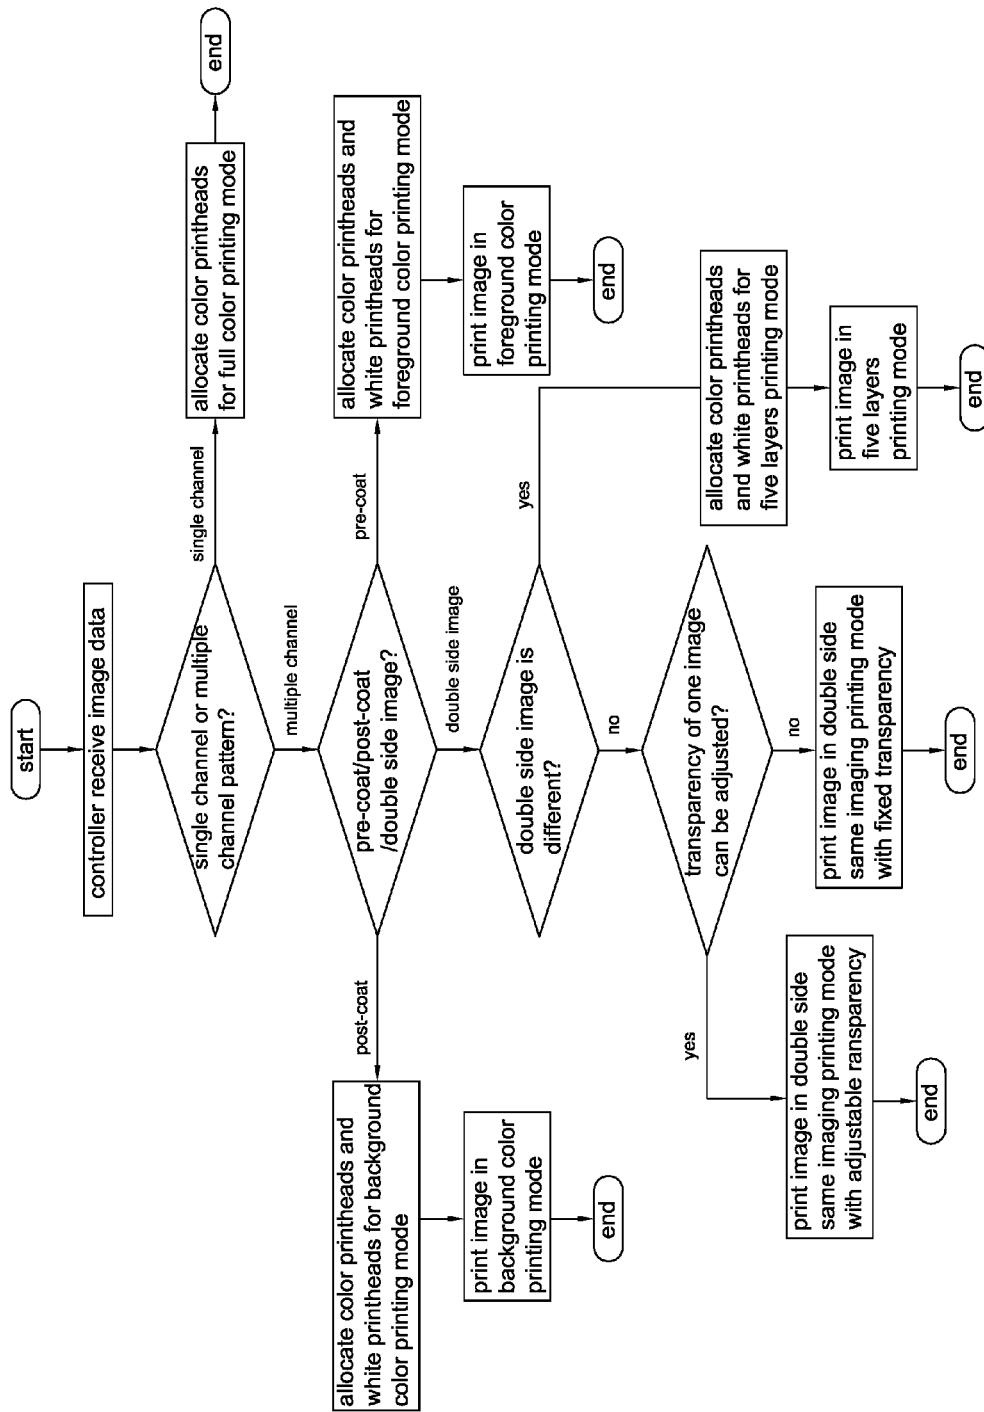 start
controller receive image data
single channel or multiple
channel pattern?
single channel
allocate color printheads
for full color printing mode
end
multiple channel
pre-coat/post-coat
/double side image?
pre-coat
allocate color printheads and
white printheads for
foreground color printing mode
print image in
foreground color
printing mode
end
post-coat
allocate color printheads and
white printheads for background
color printing mode
print image in
background color
printing mode
end
double side image
double side image is
different?
yes
allocate color printheads
and white printheads for
five layers printing mode
print image in
five layers
printing mode
end
no
transparency of one image
can be adjusted?
yes
print image in double side
same imaging printing mode
with adjustable ransparency
end
no
print image in double side
same imaging printing mode
with fixed transparency
end